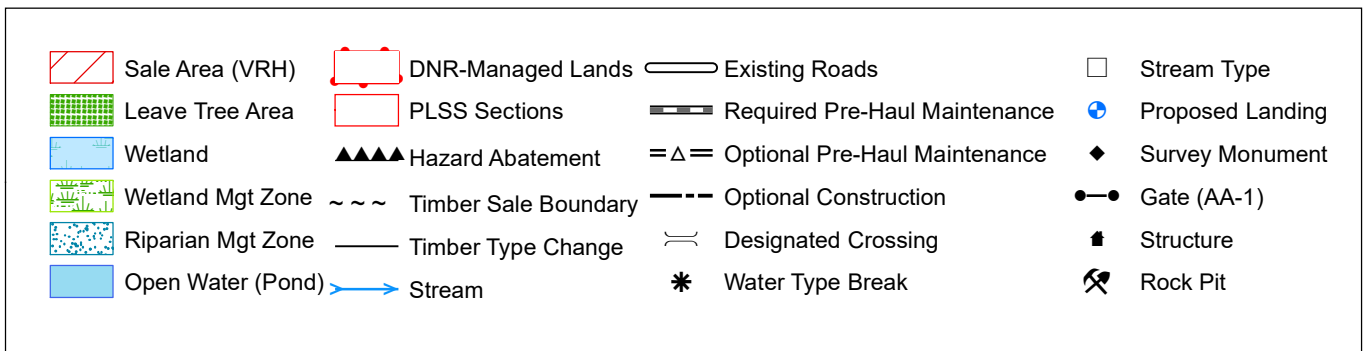 Sale Area (VRH)
Leave Tree Area
Wetland
Wetland Mgt Zone
Riparian Mgt Zone
Open Water (Pond)
DNR-Managed Lands
PLSS Sections
Hazard Abatement
Timber Sale Boundary
Timber Type Change
Stream
Existing Roads
Required Pre-Haul Maintenance
Optional Pre-Haul Maintenance
Optional Construction
Designated Crossing
Water Type Break
Stream Type
Proposed Landing
Survey Monument
Gate (AA-1)
Structure
Rock Pit